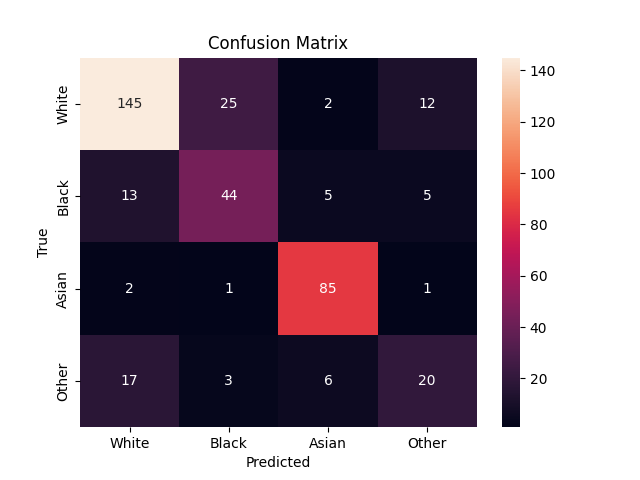 Confusion Matrix
White 145 25 2 12
Black 13 44 5 5
Asian 2 1 85 1
Other 17 3 6 20
White Black Asian Other
Predicted
True
140
120
100
80
60
40
20